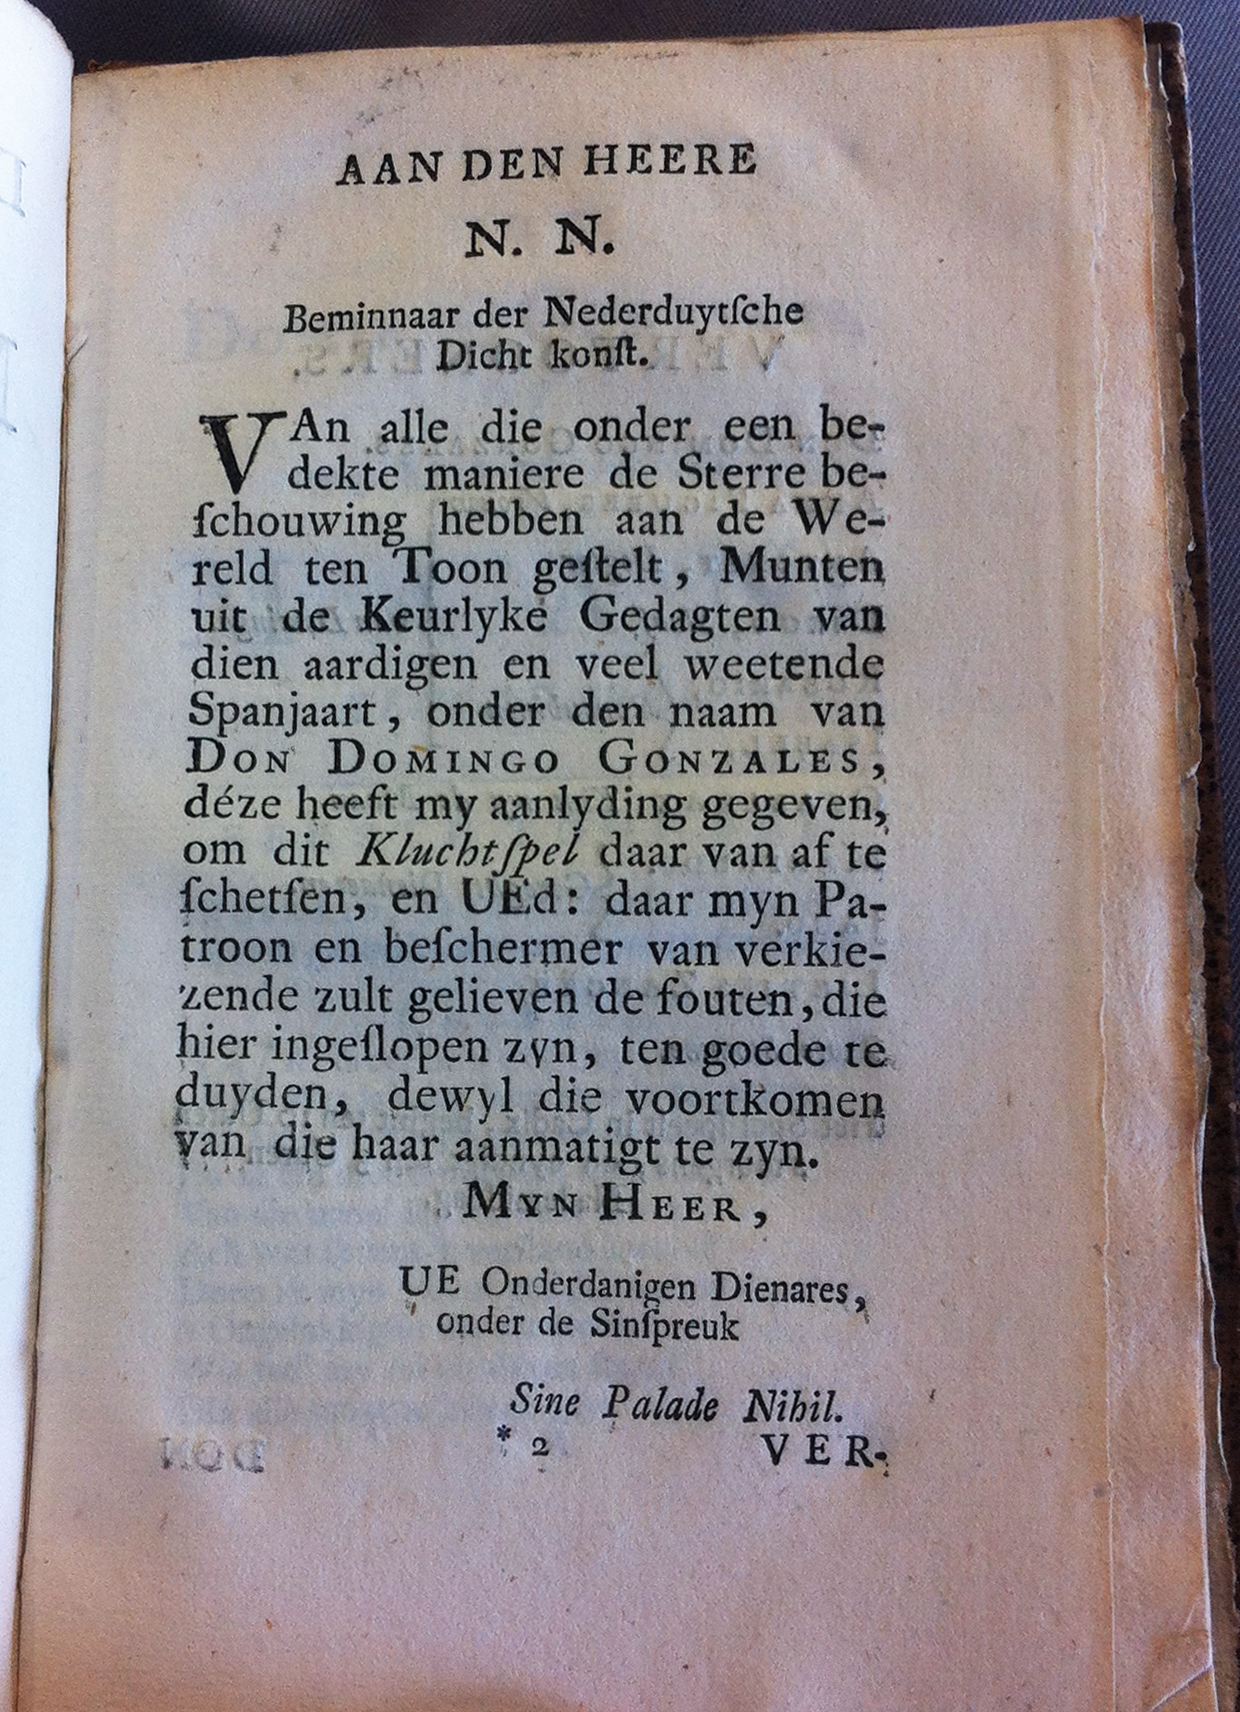 AAN DEN HEERE
N. N.
Beminnaar der Nederduytſche
Dicht konſt.
VAn alle die onder een be-
dekte maniere de Sterre be-
ſchouwing hebben aan de We-
reld ten Toon geſtelt, Munten
uit de Keurlyke Gedagten van
dien aardigen en veel weetende
Spanjaart, onder den naam van
DON DOMINGO GONZALES,
déze heeft my aanlyding gegeven,
om dit Kluchtſpel daar van af te
ſchetſen, en UEd: daar myn Pa-
troon en beſchermer van verkie-
zende zult gelieven de fouten, die
hier ingeſlopen zyn, ten goede te
duyden, dewyl die voortkomen
van die haar aanmatigt te zyn.
MYN HEER,
UE Onderdanigen Dienares,
onder de Sinſpreuk
Sine Palade Nihil.
* 2 VER-